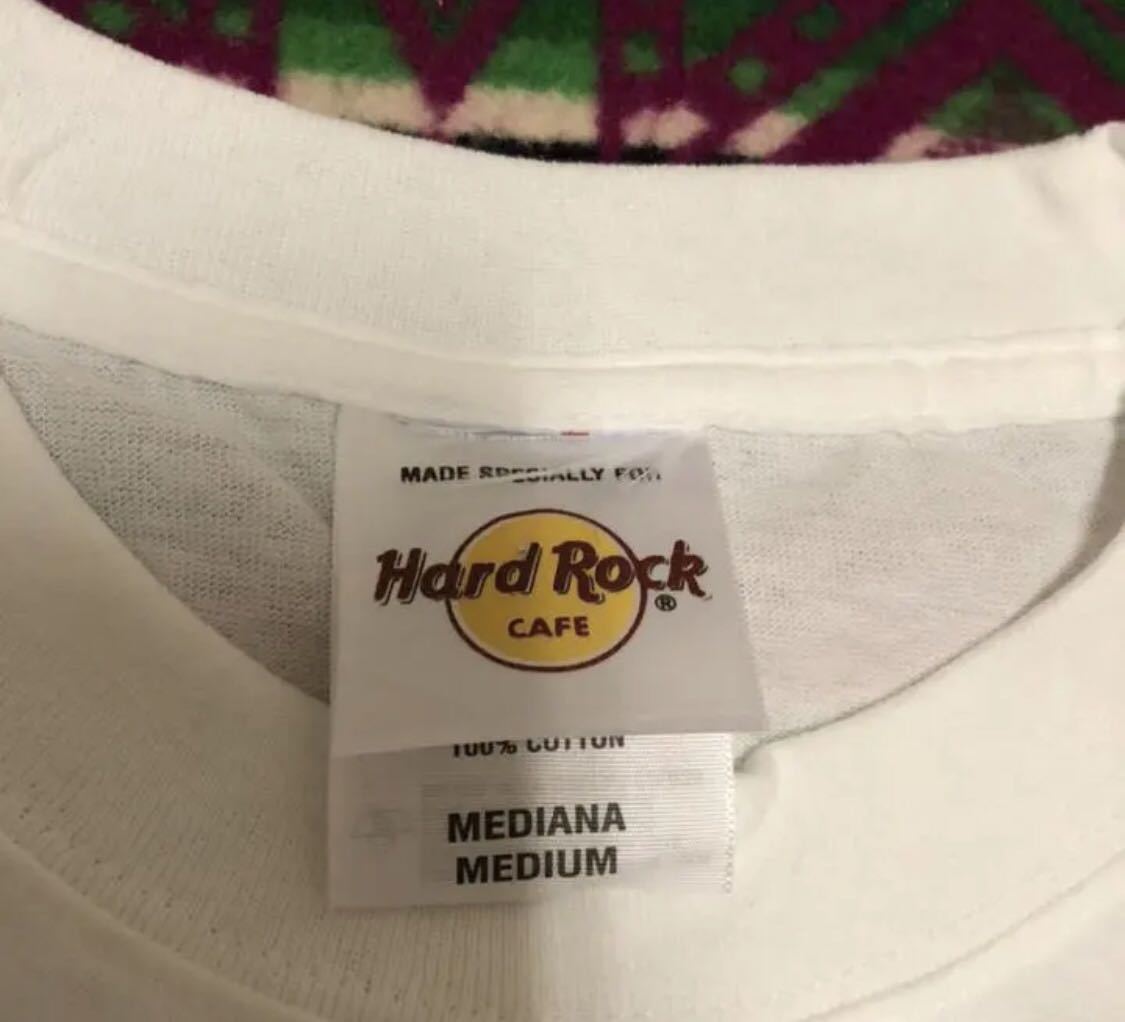 MADE SPECIALLY FOR:
Hard Rock
®
CAFE
100% COTTON
MEDIANA
MEDIUM